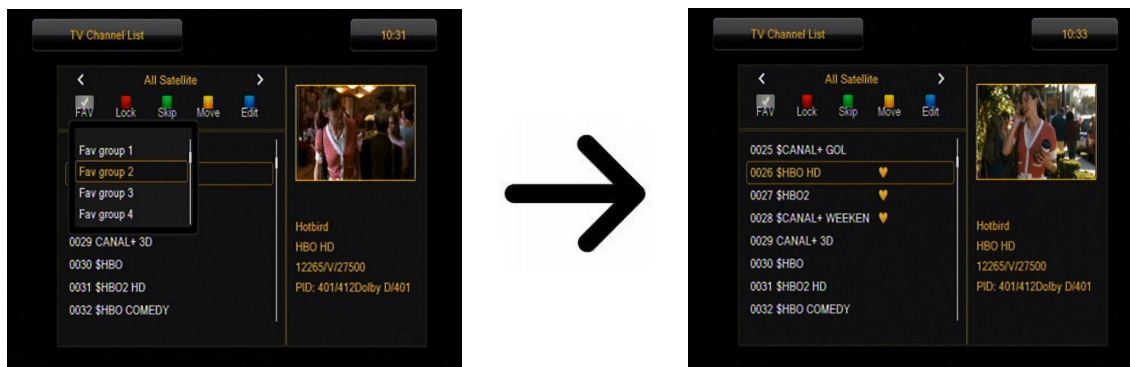 TV Channel List
10:31
All Satellite
FAV Lock Skip Move Edit
Fav group 1
Fav group 2
Fav group 3
Fav group 4
0029 CANAL+ 3D
0030 $HBO
0031 $HBO2 HD
0032 $HBO COMEDY
Hotbird
HBO HD
12265/V/27500
PID: 401/412Dolby D/401
TV Channel List
10:33
All Satellite
FAV Lock Skip Move Edit
0025 $CANAL+ GOL
0026 $HBO HD
0027 $HBO2
0028 $CANAL+ WEEKEN
0029 CANAL+ 3D
0030 $HBO
0031 $HBO2 HD
0032 $HBO COMEDY
Hotbird
HBO HD
12265/V/27500
PID: 401/412Dolby D/401